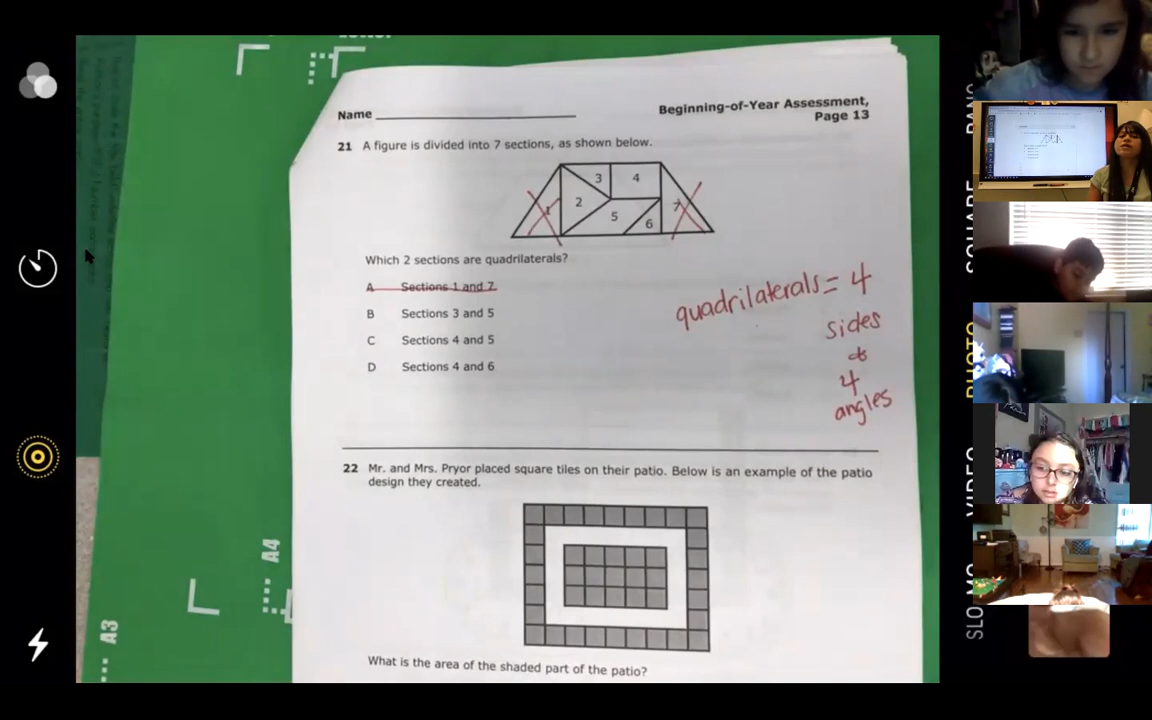 Name
Beginning-of-Year Assessment,
Page 13
21 A figure is divided into 7 sections, as shown below.
3
4
1
2
5
7
6
Which 2 sections are quadrilaterals?
A Sections 1 and 7
B Sections 3 and 5
C Sections 4 and 5
D Sections 4 and 6
quadrilaterals = 4
sides
&
4
angles
22 Mr. and Mrs. Pryor placed square tiles on their patio. Below is an example of the patio
design they created.
What is the area of the shaded part of the patio?
A4
A3
PANO
SQUARE
PHOTO
VIDEO
SLO-MO